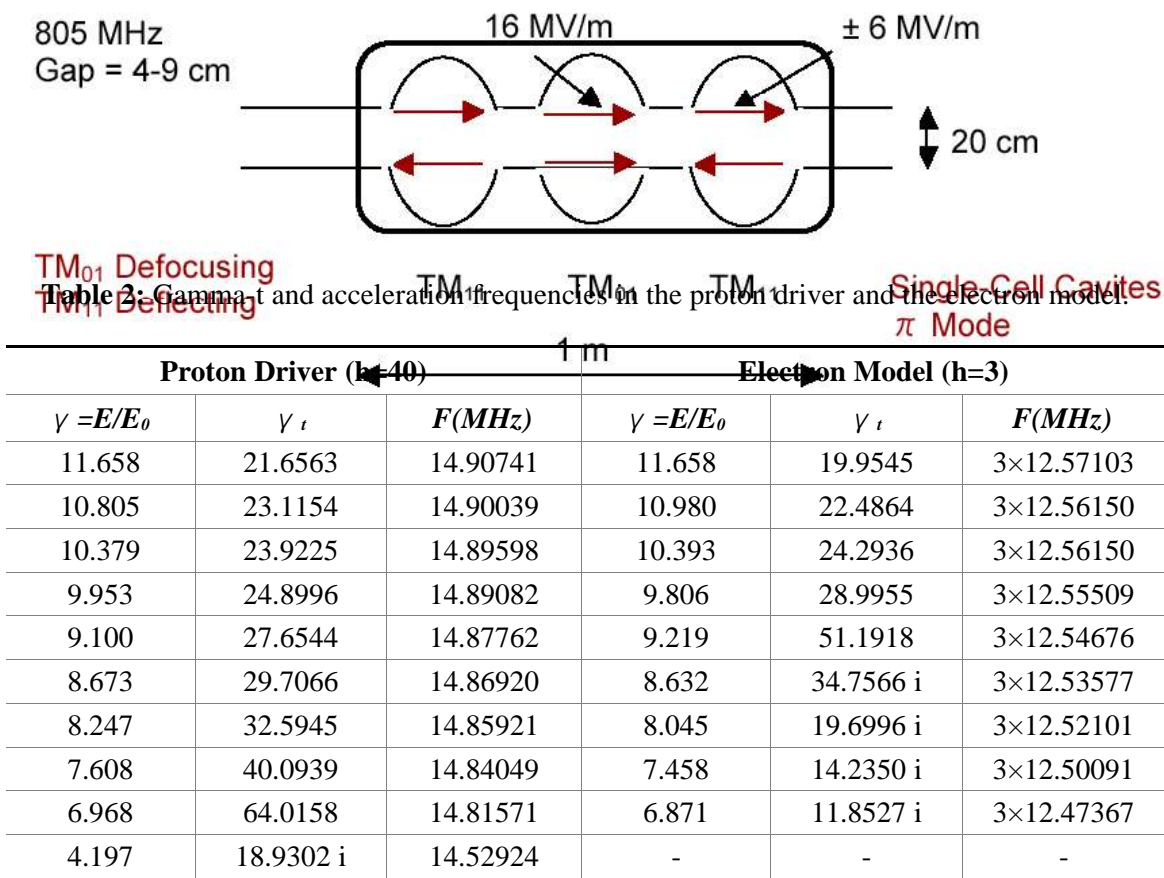 805 MHz
Gap = 4-9 cm
16 MV/m
± 6 MV/m
20 cm
TM₀₁ Defocusing
TM₁₁ Deflecting
TM₁₁ TM₀₁ TM₁₁
Single-Cell Cavites
π Mode
Table 2: Gamma-t and acceleration frequencies in the proton driver and the electron model.
1 m
Proton Driver (h=40) Electron Model (h=3)
γ =E/E₀ γ t F(MHz) γ =E/E₀ γ t F(MHz)
11.658 21.6563 14.90741 11.658 19.9545 3×12.57103
10.805 23.1154 14.90039 10.980 22.4864 3×12.56150
10.379 23.9225 14.89598 10.393 24.2936 3×12.56150
9.953 24.8996 14.89082 9.806 28.9955 3×12.55509
9.100 27.6544 14.87762 9.219 51.1918 3×12.54676
8.673 29.7066 14.86920 8.632 34.7566 i 3×12.53577
8.247 32.5945 14.85921 8.045 19.6996 i 3×12.52101
7.608 40.0939 14.84049 7.458 14.2350 i 3×12.50091
6.968 64.0158 14.81571 6.871 11.8527 i 3×12.47367
4.197 18.9302 i 14.52924 - - -